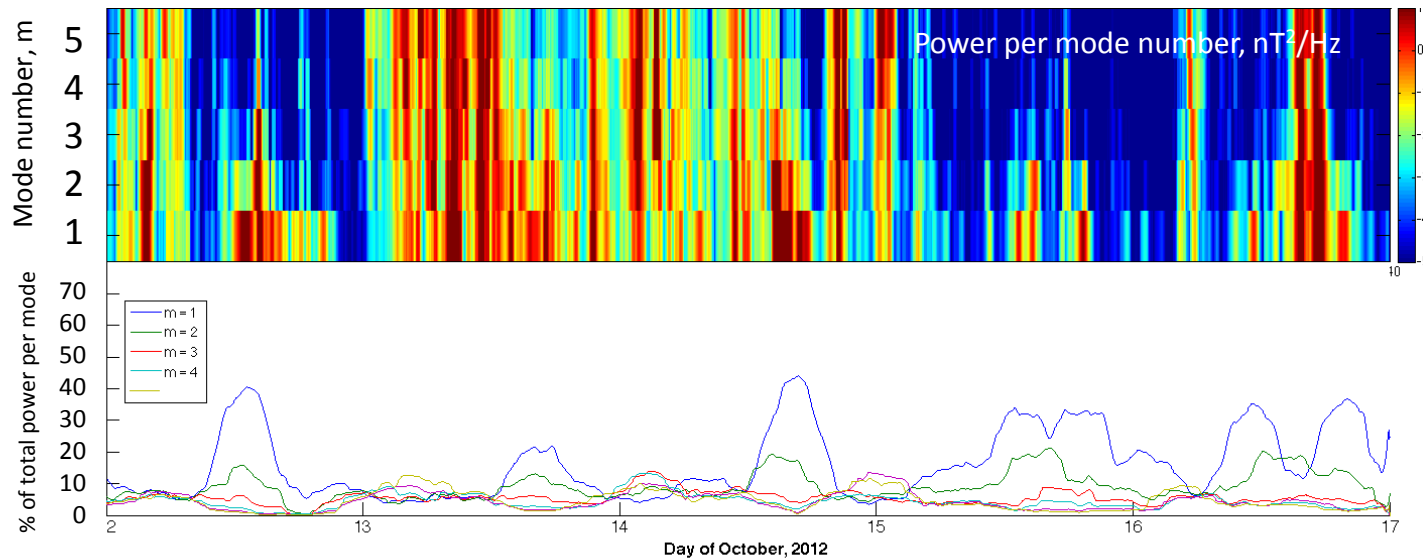 Power per mode number, nT²/Hz
Mode number, m
5
4
3
2
1
0
40
% of total power per mode
70
60
50
40
30
20
10
0
m = 1
m = 2
m = 3
m = 4
2
13
14
15
16
17
Day of October, 2012